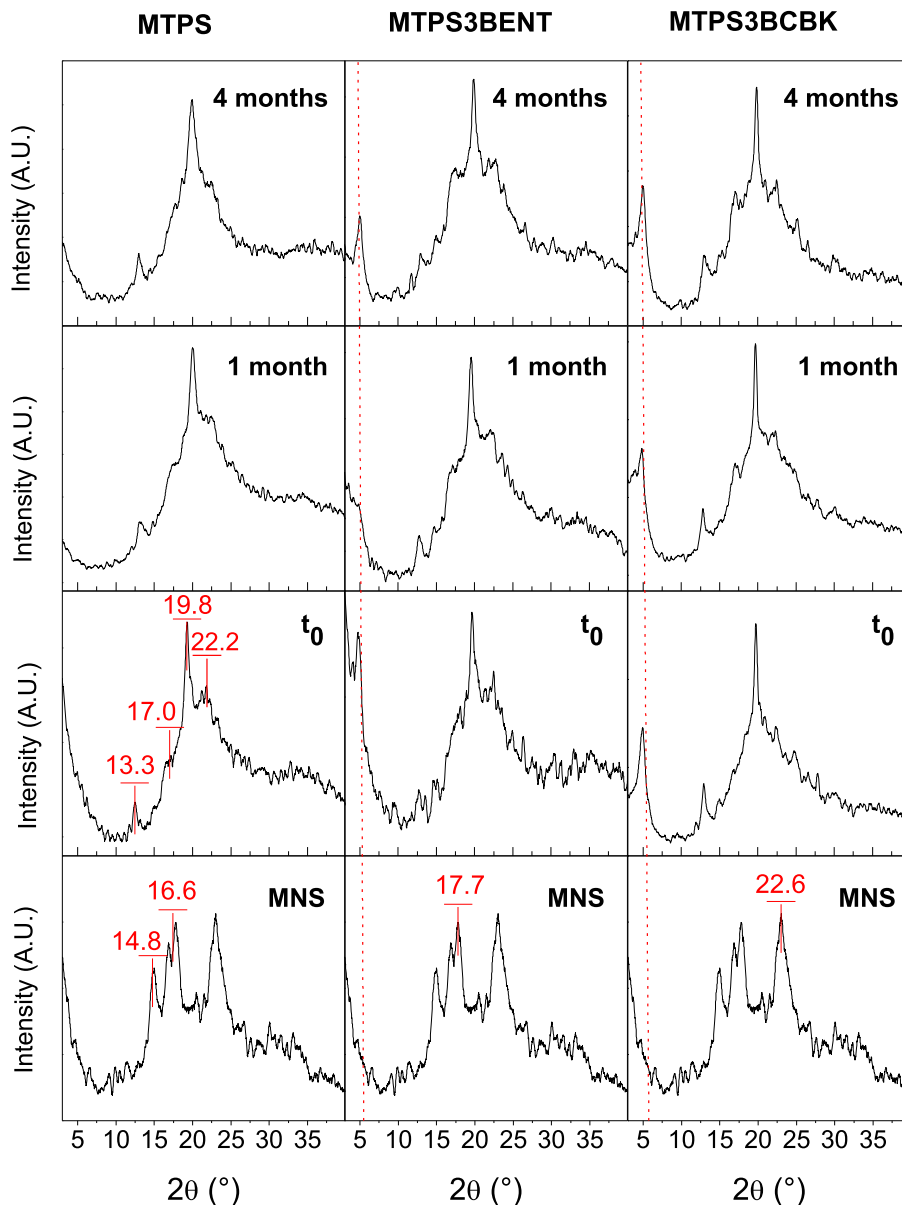 MTPS MTPS3BENT MTPS3BCBK
Intensity (A.U.) 4 months 4 months 4 months
Intensity (A.U.) 1 month 1 month 1 month
Intensity (A.U.) t0 t0
19.8
22.2
17.0
13.3
Intensity (A.U.) MNS MNS MNS
16.6 17.7 22.6
14.8
5 10 15 20 25 30 35 5 10 15 20 25 30 35 5 10 15 20 25 30 35
2θ (°) 2θ (°) 2θ (°)